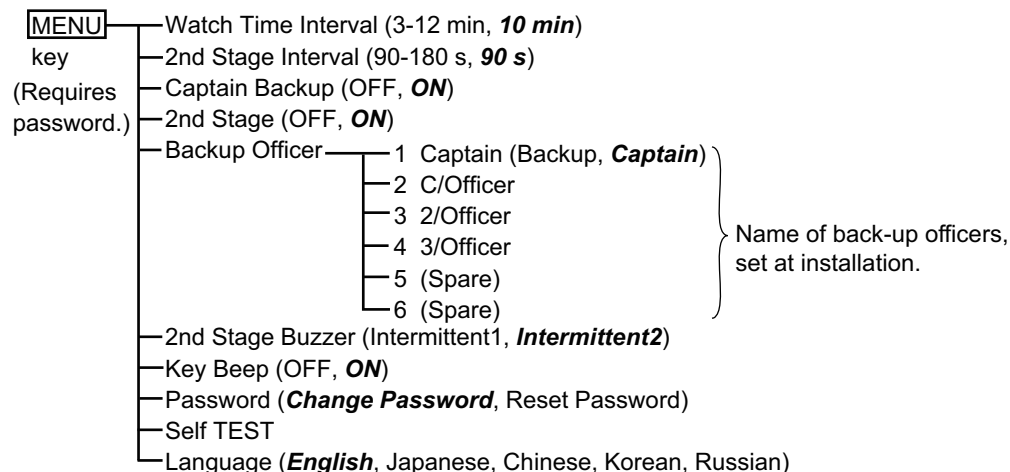 MENU
key
(Requires
password.)
Watch Time Interval (3-12 min, 10 min)
2nd Stage Interval (90-180 s, 90 s)
Captain Backup (OFF, ON)
2nd Stage (OFF, ON)
Backup Officer
1 Captain (Backup, Captain)
2 C/Officer
3 2/Officer
4 3/Officer
5 (Spare)
6 (Spare)
Name of back-up officers,
set at installation.
2nd Stage Buzzer (Intermittent1, Intermittent2)
Key Beep (OFF, ON)
Password (Change Password, Reset Password)
Self TEST
Language (English, Japanese, Chinese, Korean, Russian)